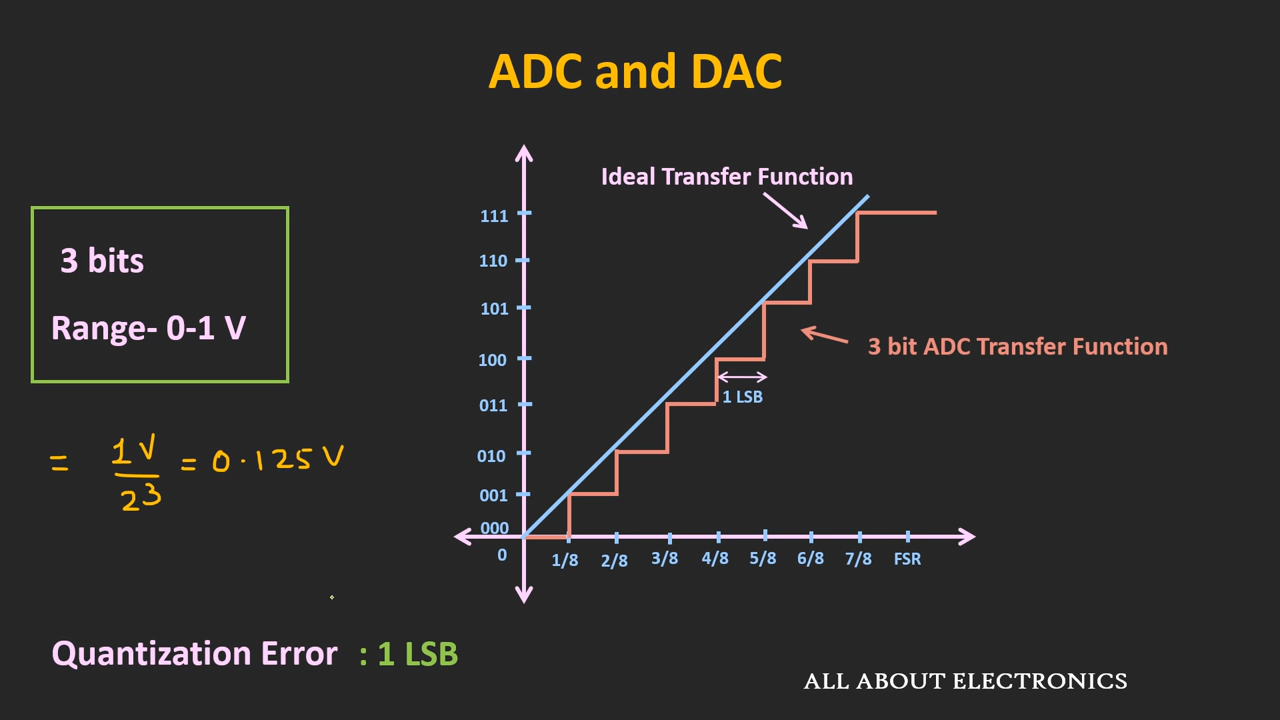 ADC and DAC
3 bits
Range- 0-1 V
= 1V / 2³ = 0.125 V
Quantization Error : 1 LSB
Ideal Transfer Function
3 bit ADC Transfer Function
1 LSB
111
110
101
100
011
010
001
000
0 1/8 2/8 3/8 4/8 5/8 6/8 7/8 FSR
ALL ABOUT ELECTRONICS